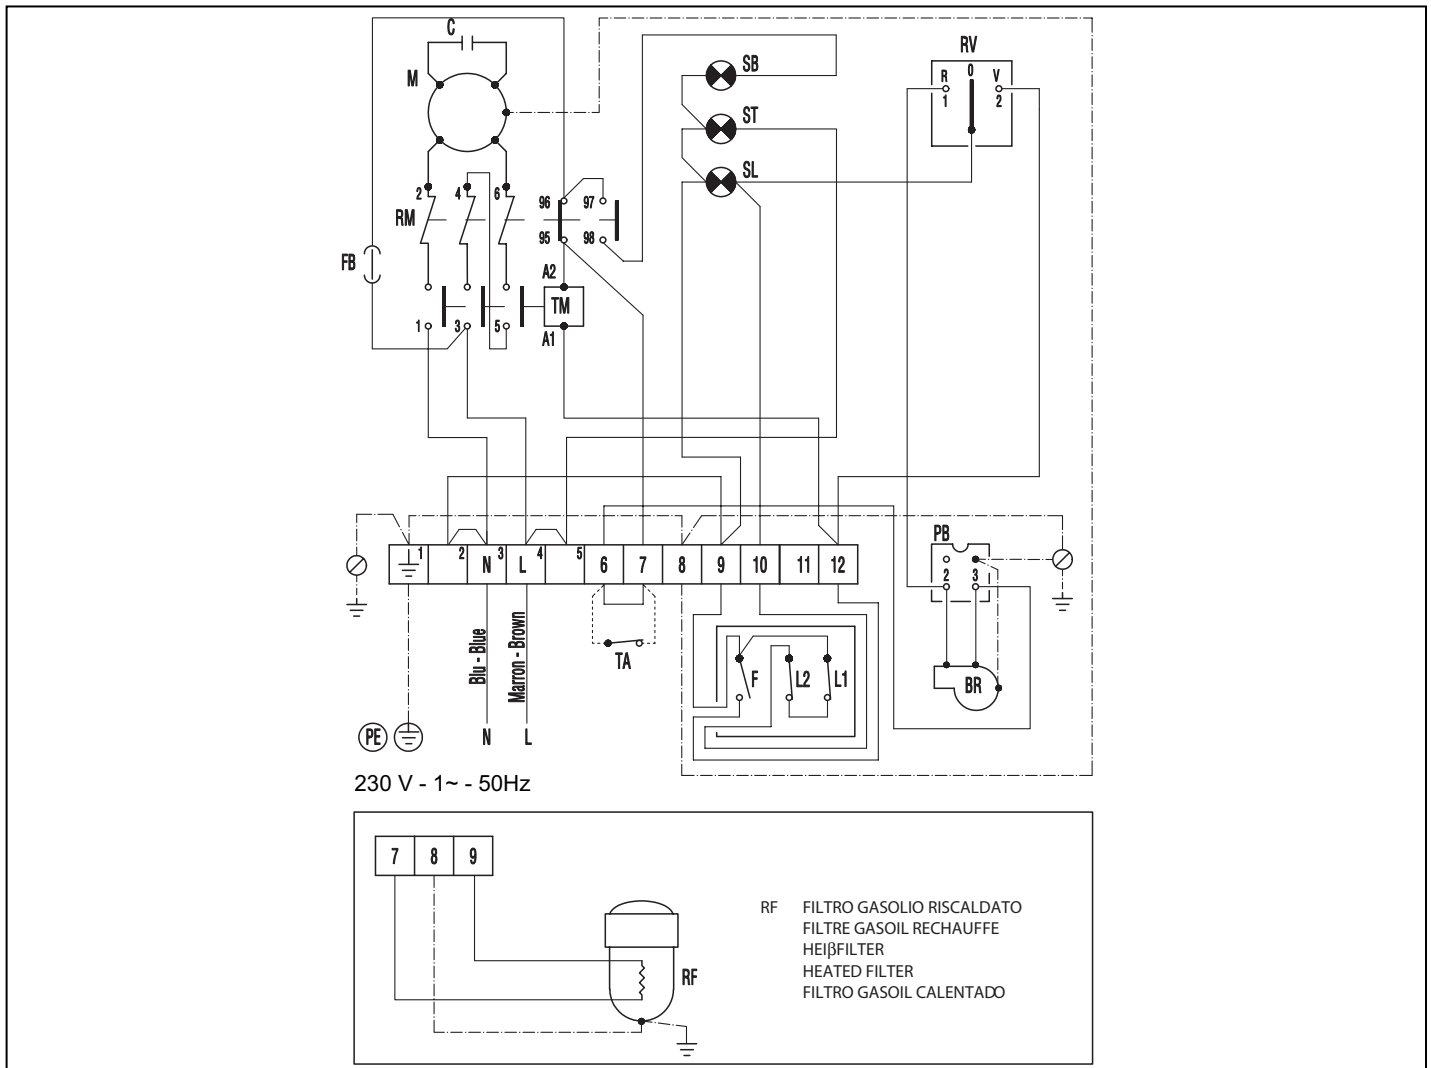 C
M
SB
RV
R 0 V
1 2
ST
SL
2 4 6 96 97
RM
95 98
FB
A2
TM
1 3 5
A1
PB
1 2 N 3 L 4 5 6 7 8 9 10 11 12
2 3
Blu - Blue
Marron - Brown
TA
F L2 L1
BR
PE
N L
230 V - 1~ - 50Hz
7 8 9
RF
RF FILTRO GASOLIO RISCALDATO
FILTRE GASOIL RECHAUFFE
HEIβFILTER
HEATED FILTER
FILTRO GASOIL CALENTADO